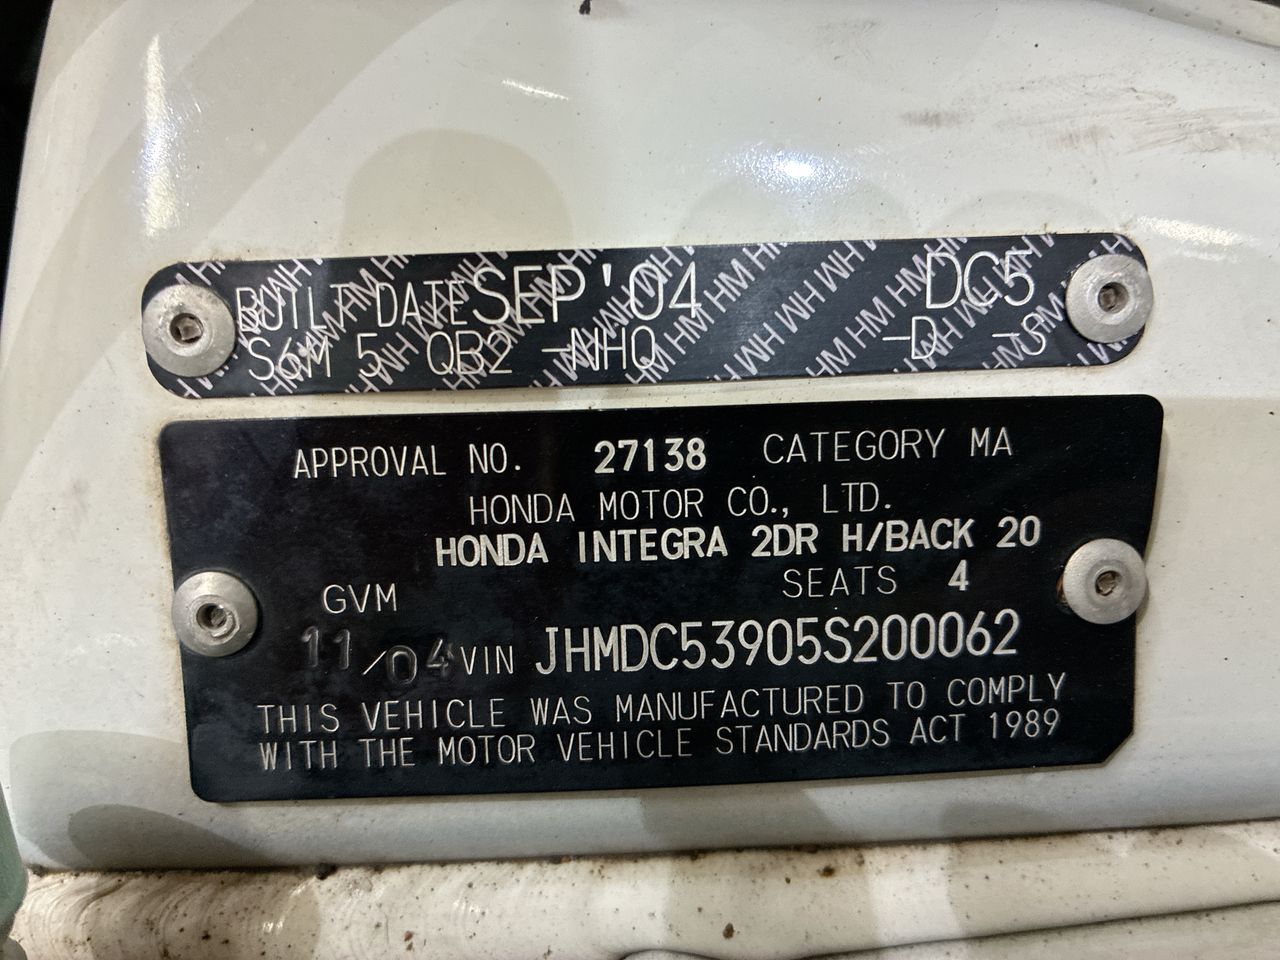 BUILT DATE SEP '04 DC5
S6M 5 QB2 -NHQ -D -S
APPROVAL NO. 27138 CATEGORY MA
HONDA MOTOR CO., LTD.
HONDA INTEGRA 2DR H/BACK 20
SEATS 4
GVM
11/04 VIN JHMDC53905S200062
THIS VEHICLE WAS MANUFACTURED TO COMPLY
WITH THE MOTOR VEHICLE STANDARDS ACT 1989